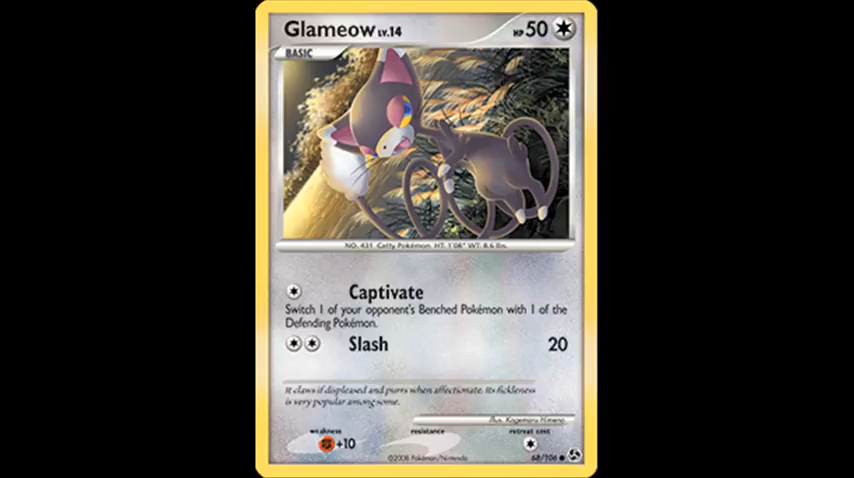 Glameow LV.14 HP 50
BASIC
NO. 431 Catty Pokémon. HT: 1'08" WT: 8.6 lbs.
Captivate
Switch 1 of your opponent's Benched Pokémon with 1 of the
Defending Pokémon.
Slash 20
It claws if displeased and purrs when affectionate. Its fickleness
is very popular among some.
Illus. Kagemaru Himeno
weakness resistance retreat cost
+10
©2008 Pokémon/Nintendo 68/106